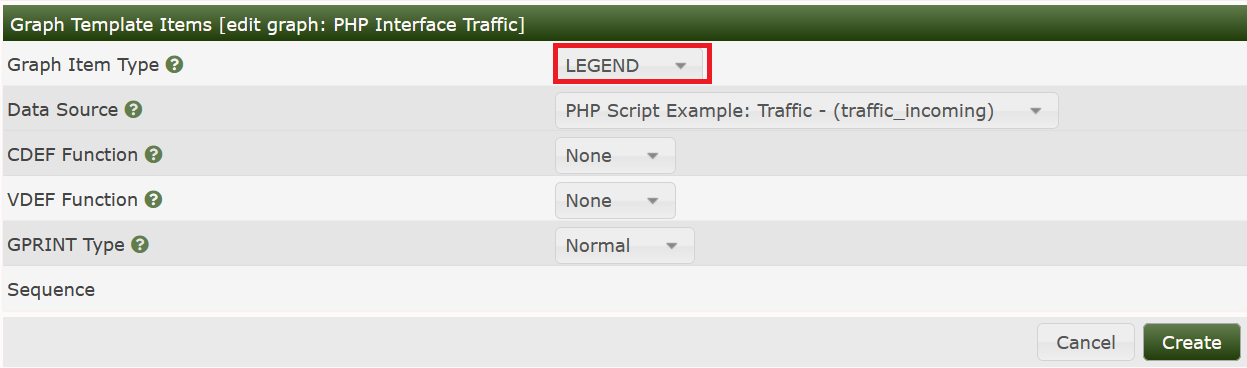 Graph Template Items [edit graph: PHP Interface Traffic]
Graph Item Type ? LEGEND
Data Source ? PHP Script Example: Traffic - (traffic_incoming)
CDEF Function ? None
VDEF Function ? None
GPRINT Type ? Normal
Sequence
Cancel Create